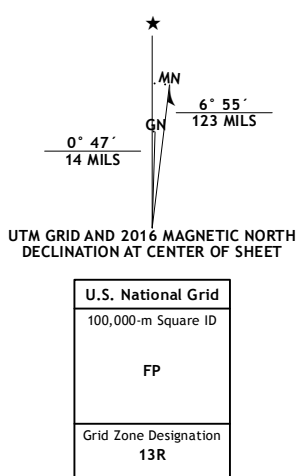 ★
MN
GN
6° 55´
123 MILS
0° 47´
14 MILS
UTM GRID AND 2016 MAGNETIC NORTH
DECLINATION AT CENTER OF SHEET
U.S. National Grid
100,000-m Square ID
FP
Grid Zone Designation
13R